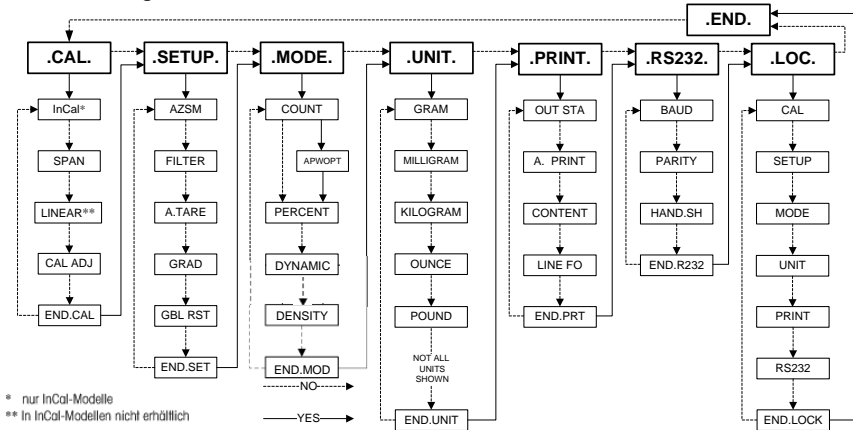 .END.
.CAL.
.SETUP.
.MODE.
.UNIT.
.PRINT.
.RS232.
.LOC.
InCal*
SPAN
LINEAR**
CAL ADJ
END.CAL
AZSM
FILTER
A.TARE
GRAD
GBL RST
END.SET
COUNT
APWOPT
PERCENT
DYNAMIC
DENSITY
END.MOD
GRAM
MILLIGRAM
KILOGRAM
OUNCE
POUND
NOT ALL
UNITS
SHOWN
END.UNIT
OUT STA
A. PRINT
CONTENT
LINE FO
END.PRT
BAUD
PARITY
HAND.SH
END.R232
CAL
SETUP
MODE
UNIT
PRINT
RS232
END.LOCK
NO
YES
* nur InCal-Modelle
** In InCal-Modellen nicht erhältlich